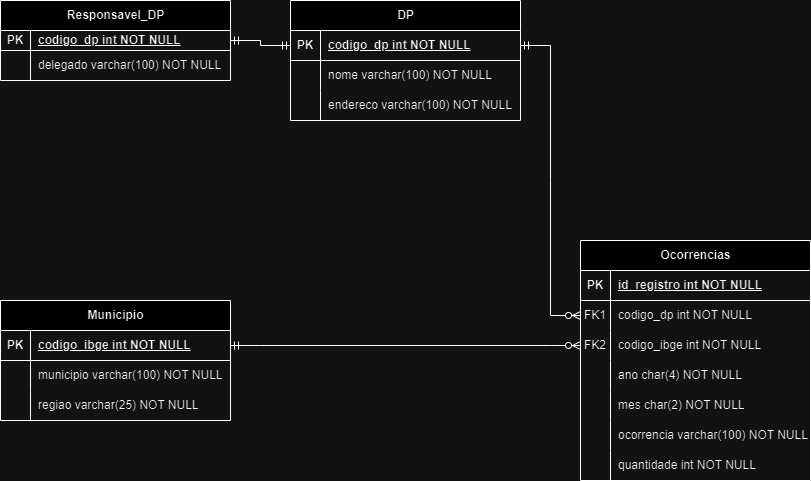 Responsavel_DP
PK codigo_dp int NOT NULL
delegado varchar(100) NOT NULL
DP
PK codigo_dp int NOT NULL
nome varchar(100) NOT NULL
endereco varchar(100) NOT NULL
Municipio
PK codigo_ibge int NOT NULL
municipio varchar(100) NOT NULL
regiao varchar(25) NOT NULL
Ocorrencias
PK id_registro int NOT NULL
FK1 codigo_dp int NOT NULL
FK2 codigo_ibge int NOT NULL
ano char(4) NOT NULL
mes char(2) NOT NULL
ocorrencia varchar(100) NOT NULL
quantidade int NOT NULL